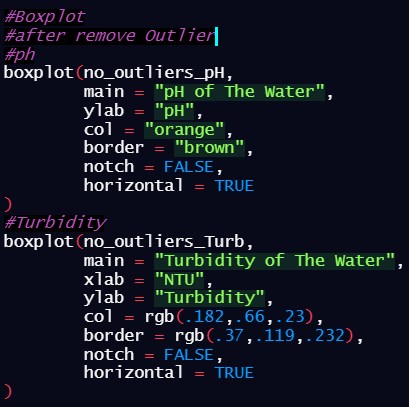 #Boxplot
#after remove Outlier
#ph
boxplot(no_outliers_pH,
        main = "pH of The Water",
        ylab = "pH",
        col = "orange",
        border = "brown",
        notch = FALSE,
        horizontal = TRUE
)
#Turbidity
boxplot(no_outliers_Turb,
        main = "Turbidity of The Water",
        xlab = "NTU",
        ylab = "Turbidity",
        col = rgb(.182,.66,.23),
        border = rgb(.37,.119,.232),
        notch = FALSE,
        horizontal = TRUE
)